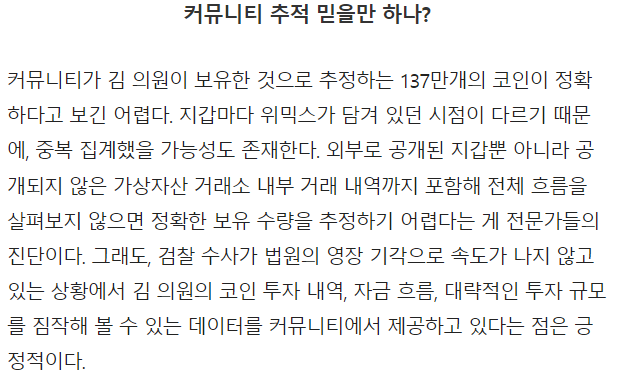 커뮤니티 추적 믿을만 하나?
커뮤니티가 김 의원이 보유한 것으로 추정하는 137만개의 코인이 정확
하다고 보긴 어렵다. 지갑마다 위믹스가 담겨 있던 시점이 다르기 때문
에, 중복 집계했을 가능성도 존재한다. 외부로 공개된 지갑뿐 아니라 공
개되지 않은 가상자산 거래소 내부 거래 내역까지 포함해 전체 흐름을
살펴보지 않으면 정확한 보유 수량을 추정하기 어렵다는 게 전문가들의
진단이다. 그래도, 검찰 수사가 법원의 영장 기각으로 속도가 나지 않고
있는 상황에서 김 의원의 코인 투자 내역, 자금 흐름, 대략적인 투자 규모
를 짐작해 볼 수 있는 데이터를 커뮤니티에서 제공하고 있다는 점은 긍
정적이다.